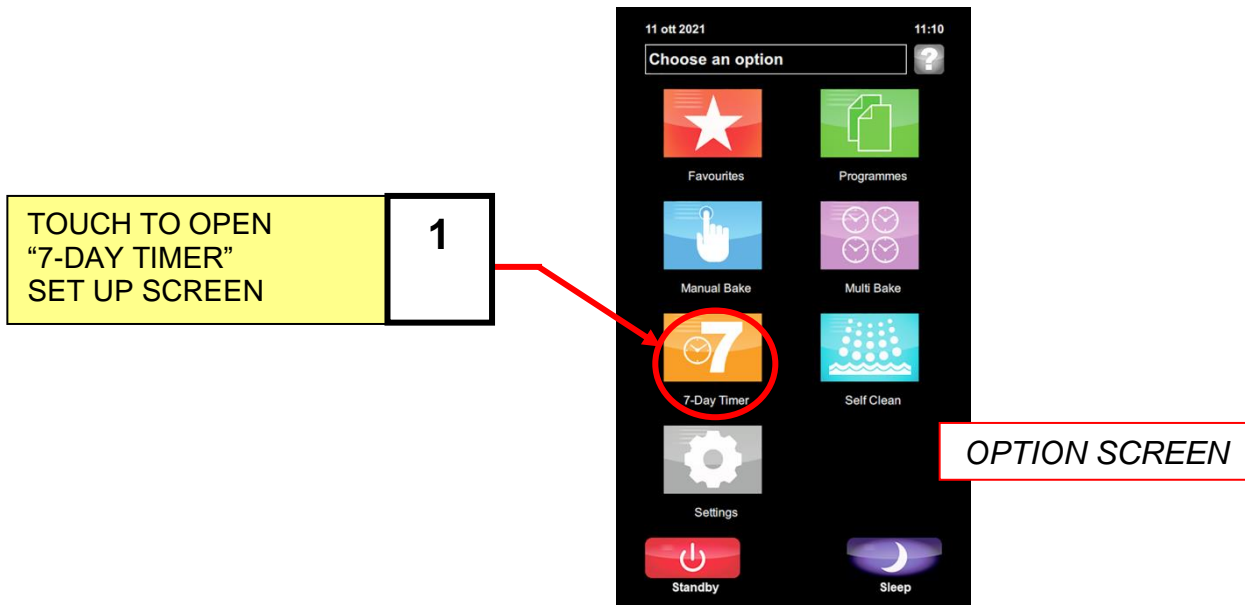 11 ott 2021 11:10
Choose an option ?
Favourites Programmes
TOUCH TO OPEN
“7-DAY TIMER”
SET UP SCREEN
1
Manual Bake Multi Bake
7
7-Day Timer Self Clean
OPTION SCREEN
Settings
Standby Sleep